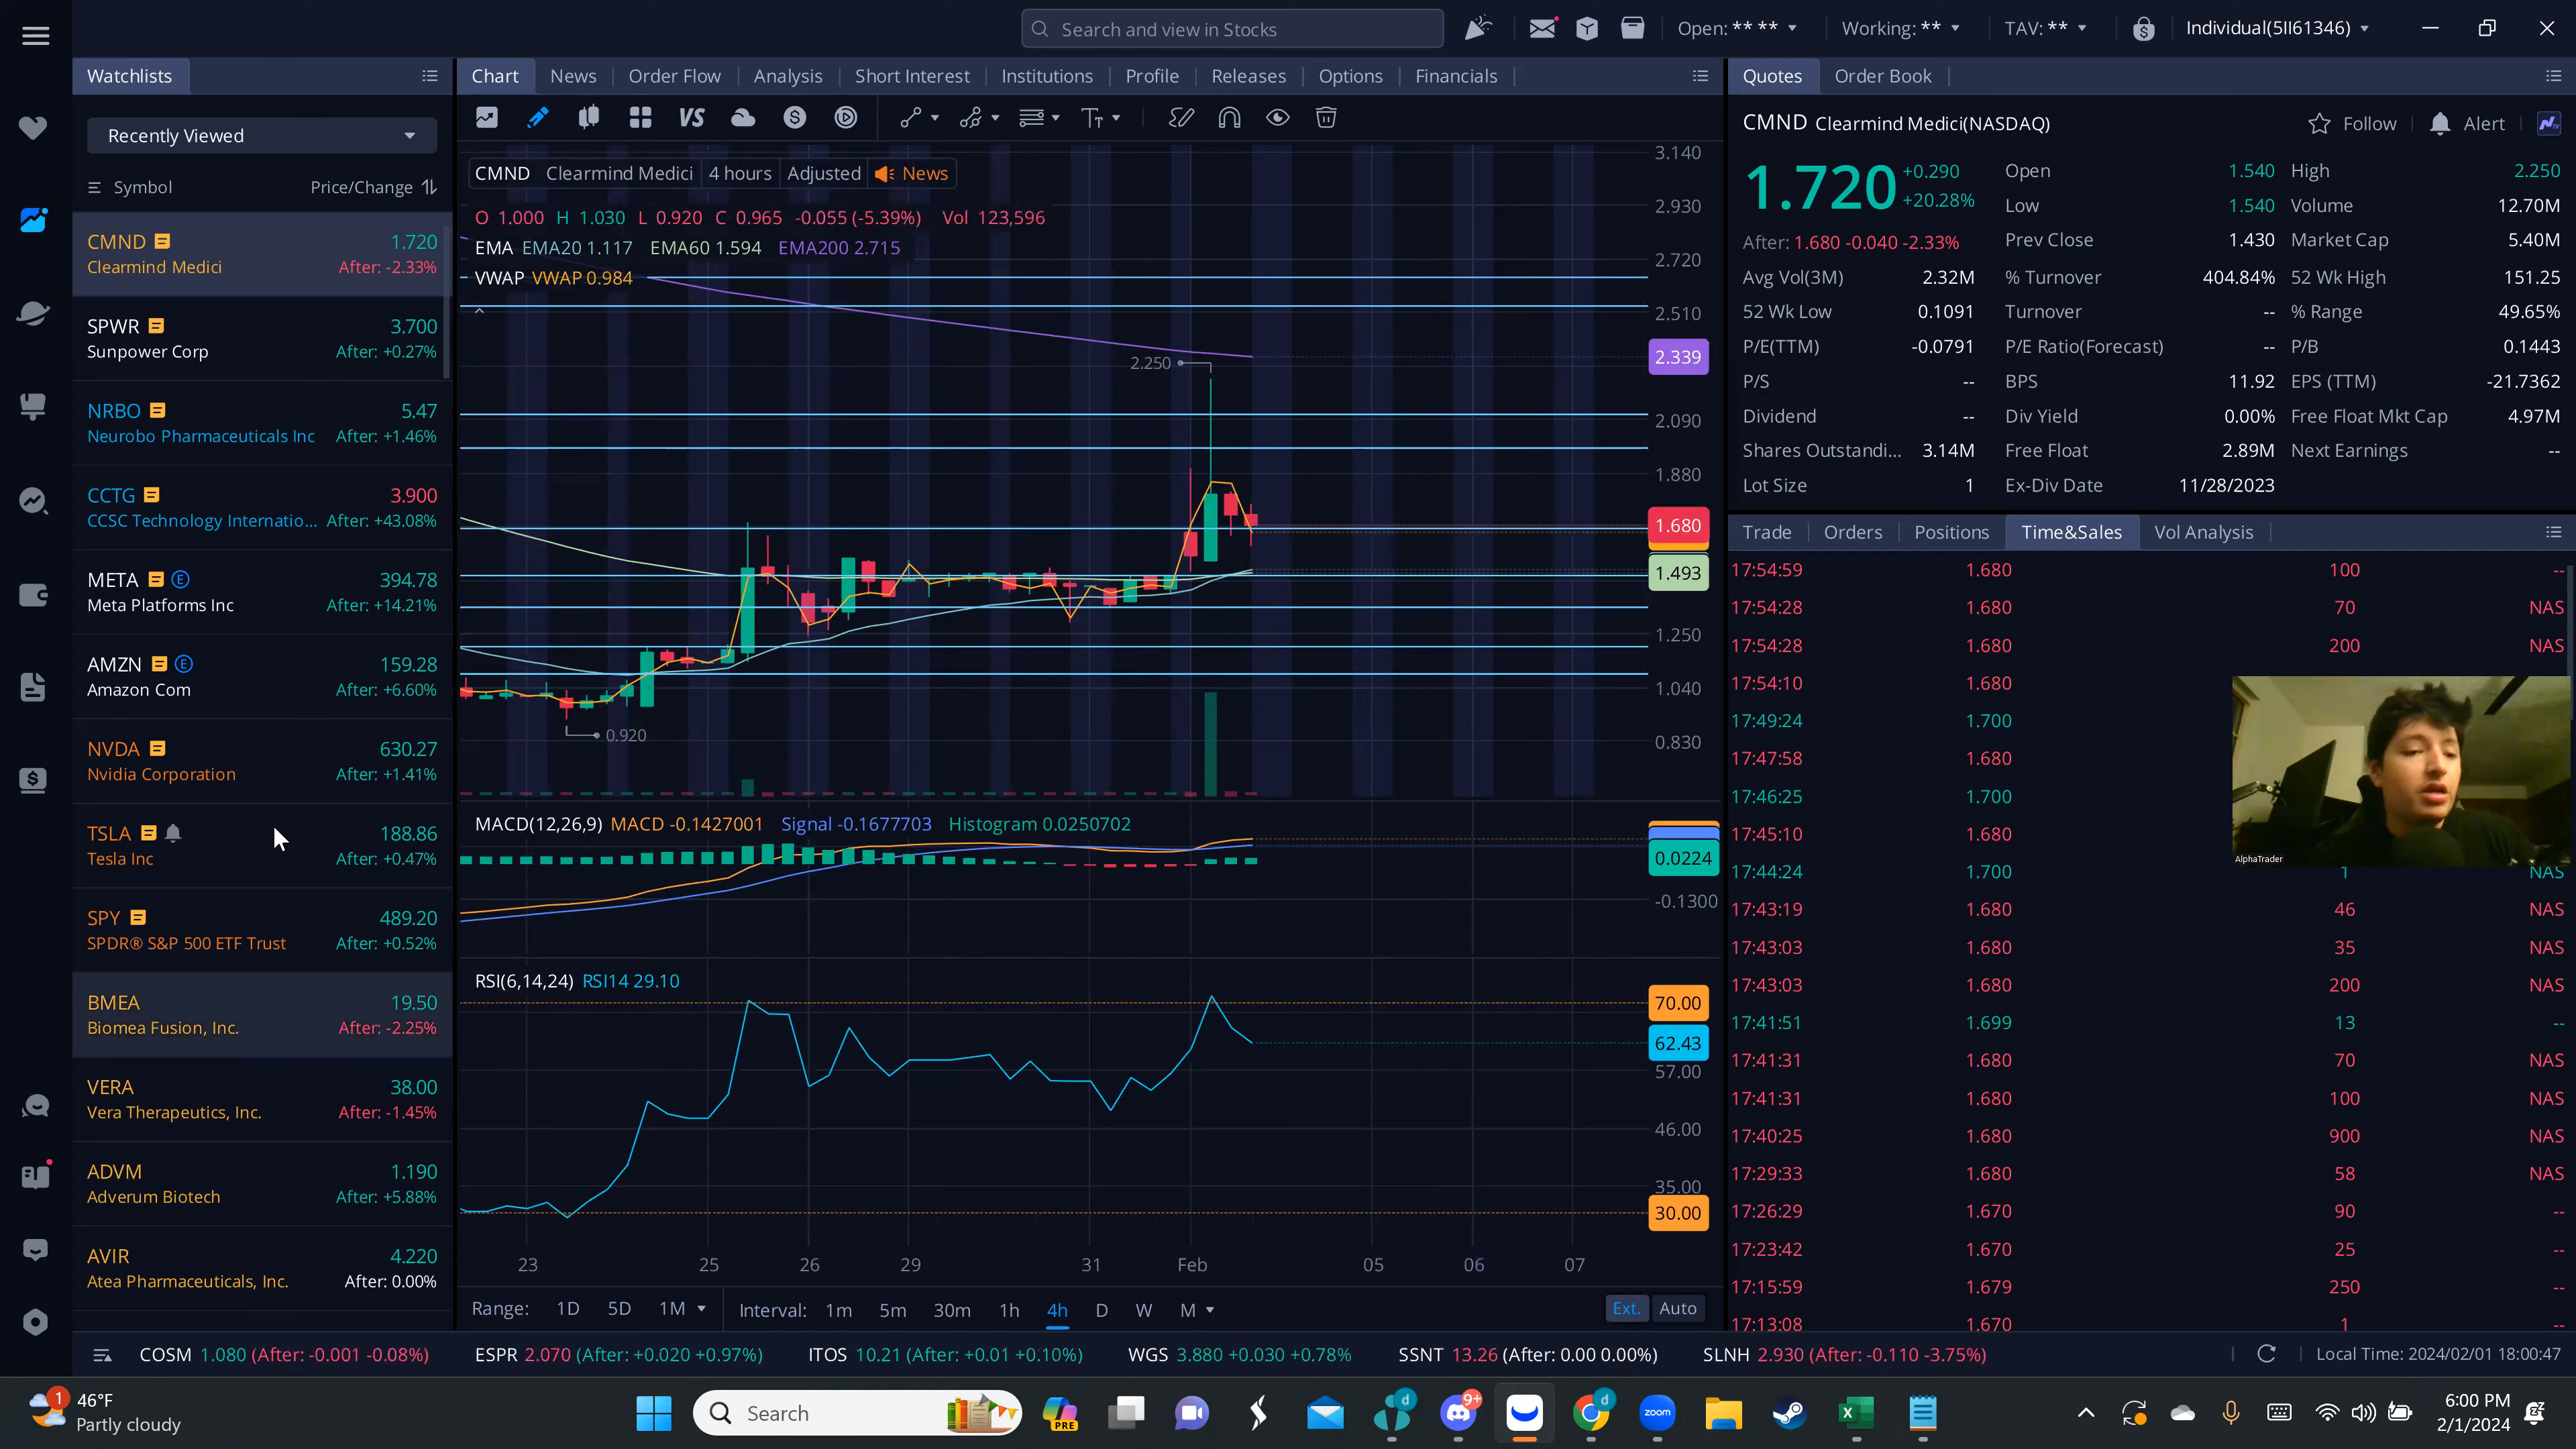 Search and view in Stocks
Open: ** **
Working: **
TAV: **
Individual(5II61346)
Watchlists
Recently Viewed
Symbol
Price/Change
CMND 1.720
Clearmind Medici After: -2.33%
SPWR 3.700
Sunpower Corp After: +0.27%
NRBO 5.47
Neurobo Pharmaceuticals Inc After: +1.46%
CCTG 3.900
CCSC Technology Internatio... After: +43.08%
META E 394.78
Meta Platforms Inc After: +14.21%
AMZN E 159.28
Amazon Com After: +6.60%
NVDA 630.27
Nvidia Corporation After: +1.41%
TSLA 188.86
Tesla Inc After: +0.47%
SPY 489.20
SPDR® S&P 500 ETF Trust After: +0.52%
BMEA 19.50
Biomea Fusion, Inc. After: -2.25%
VERA 38.00
Vera Therapeutics, Inc. After: -1.45%
ADVM 1.190
Adverum Biotech After: +5.88%
AVIR 4.220
Atea Pharmaceuticals, Inc. After: 0.00%
Chart News Order Flow Analysis Short Interest Institutions Profile Releases Options Financials
VS
CMND Clearmind Medici 4 hours Adjusted News
O 1.000 H 1.030 L 0.920 C 0.965 -0.055 (-5.39%) Vol 123,596
EMA EMA20 1.117 EMA60 1.594 EMA200 2.715
VWAP VWAP 0.984
2.250
0.920
3.140
2.930
2.720
2.510
2.339
2.090
1.880
1.680
1.493
1.250
1.040
0.830
MACD(12,26,9) MACD -0.1427001 Signal -0.1677703 Histogram 0.0250702
0.0224
-0.1300
RSI(6,14,24) RSI14 29.10
70.00
62.43
57.00
46.00
35.00
30.00
23 25 26 29 31 Feb 05 06 07
Range: 1D 5D 1M Interval: 1m 5m 30m 1h 4h D W M
Ext. Auto
Quotes Order Book
CMND Clearmind Medici(NASDAQ)
Follow Alert
1.720 +0.290
+20.28%
After: 1.680 -0.040 -2.33%
Open 1.540 High 2.250
Low 1.540 Volume 12.70M
Prev Close 1.430 Market Cap 5.40M
Avg Vol(3M) 2.32M % Turnover 404.84% 52 Wk High 151.25
52 Wk Low 0.1091 Turnover -- % Range 49.65%
P/E(TTM) -0.0791 P/E Ratio(Forecast) -- P/B 0.1443
P/S -- BPS 11.92 EPS (TTM) -21.7362
Dividend -- Div Yield 0.00% Free Float Mkt Cap 4.97M
Shares Outstandi... 3.14M Free Float 2.89M Next Earnings --
Lot Size 1 Ex-Div Date 11/28/2023
Trade Orders Positions Time&Sales Vol Analysis
17:54:59 1.680 100 --
17:54:28 1.680 70 NAS
17:54:28 1.680 200 NAS
17:54:10 1.680
17:49:24 1.700
17:47:58 1.680
17:46:25 1.700
17:45:10 1.680
17:44:24 1.700 1 NAS
17:43:19 1.680 46 NAS
17:43:03 1.680 35 NAS
17:43:03 1.680 200 NAS
17:41:51 1.699 13 --
17:41:31 1.680 70 NAS
17:41:31 1.680 100 NAS
17:40:25 1.680 900 NAS
17:29:33 1.680 58 NAS
17:26:29 1.670 90 --
17:23:42 1.670 25 --
17:15:59 1.679 250 --
17:13:08 1.670 1 --
AlphaTrader
COSM 1.080 (After: -0.001 -0.08%)
ESPR 2.070 (After: +0.020 +0.97%)
ITOS 10.21 (After: +0.01 +0.10%)
WGS 3.880 +0.030 +0.78%
SSNT 13.26 (After: 0.00 0.00%)
SLNH 2.930 (After: -0.110 -3.75%)
Local Time: 2024/02/01 18:00:47
1
46°F
Partly cloudy
Search
PRE
d
9+
d
zoom
6:00 PM
2/1/2024